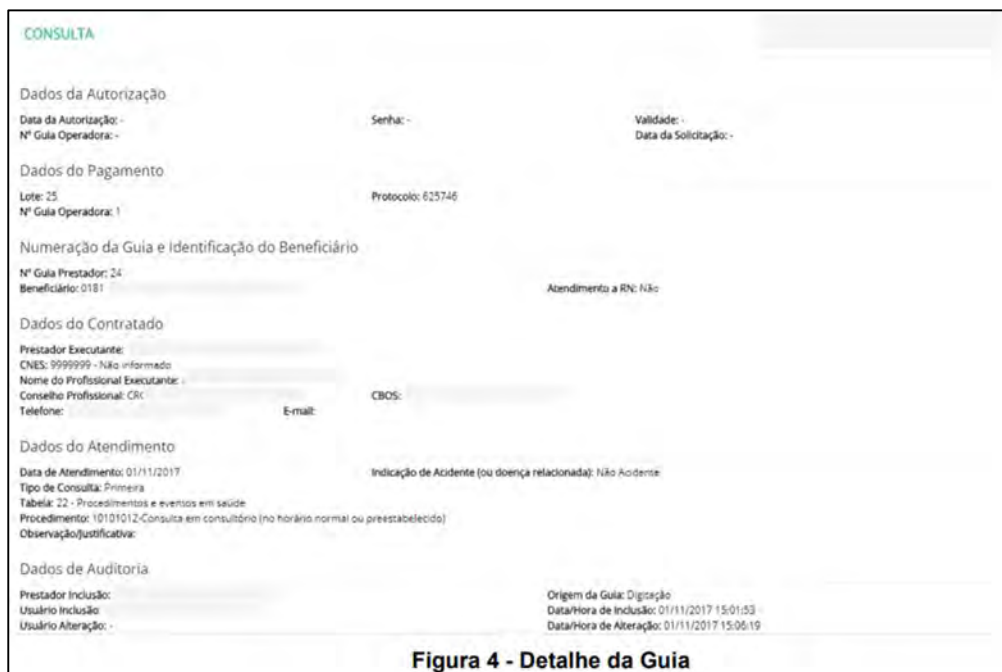 CONSULTA
Dados da Autorização
Data da Autorização: - Senha: - Validade: -
Nº Guia Operadora: - Data da Solicitação: -
Dados do Pagamento
Lote: 25 Protocolo: 625746
Nº Guia Operadora: 1
Numeração da Guia e Identificação do Beneficiário
Nº Guia Prestador: 24
Beneficiário: 0181 Atendimento a RN: Não
Dados do Contratado
Prestador Executante:
CNES: 9999999 - Não informado
Nome do Profissional Executante:
Conselho Profissional: CRC CBOS:
Telefone: E-mail:
Dados do Atendimento
Data de Atendimento: 01/11/2017 Indicação de Acidente (ou doença relacionada): Não Acidente
Tipo de Consulta: Primeira
Tabela: 22 - Procedimentos e eventos em saúde
Procedimento: 10101012-Consulta em consultório (no horário normal ou preestabelecido)
Observação/Justificativa:
Dados de Auditoria
Prestador Inclusão: Origem da Guia: Digitação
Usuário Inclusão: Data/Hora de Inclusão: 01/11/2017 15:01:53
Usuário Alteração: - Data/Hora de Alteração: 01/11/2017 15:06:19
Figura 4 - Detalhe da Guia